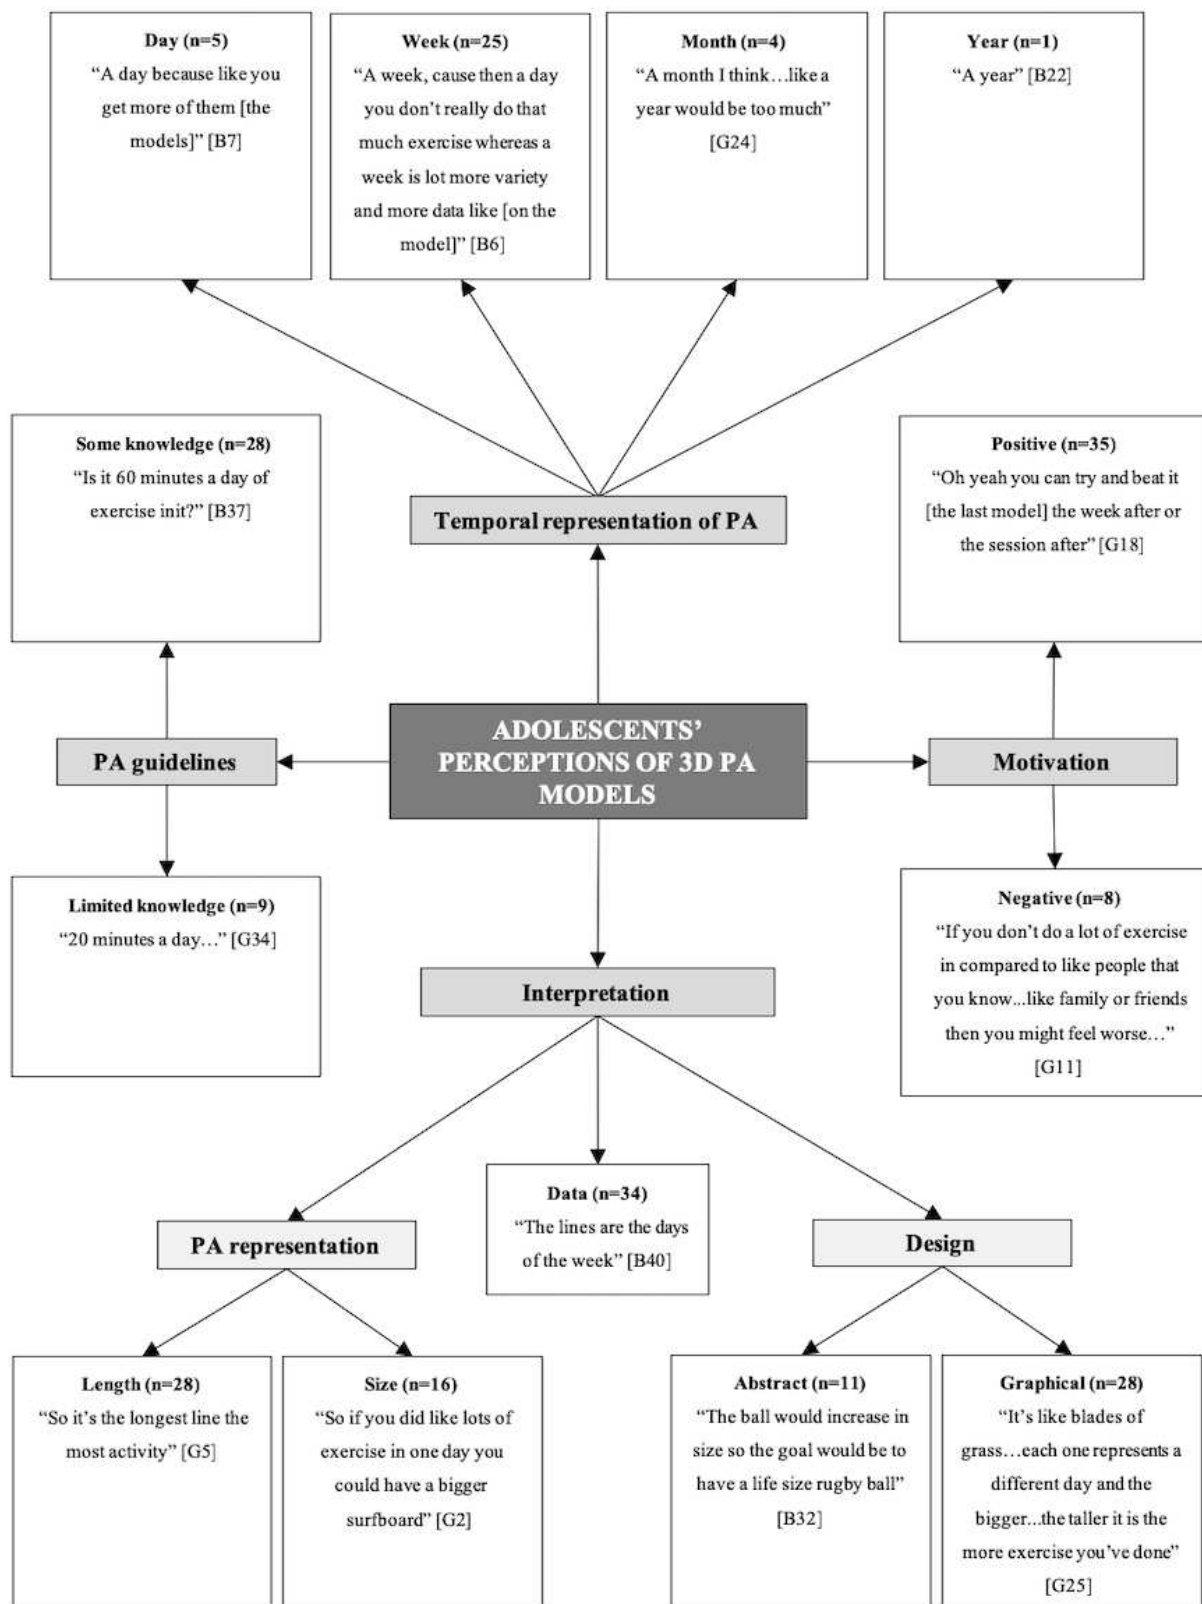 Day (n=5)
“A day because like you
get more of them [the
models]” [B7]
Week (n=25)
“A week, cause then a day
you don’t really do that
much exercise whereas a
week is lot more variety
and more data like [on the
model]” [B6]
Month (n=4)
“A month I think…like a
year would be too much”
[G24]
Year (n=1)
“A year” [B22]
Some knowledge (n=28)
“Is it 60 minutes a day of
exercise init?” [B37]
Temporal representation of PA
Positive (n=35)
“Oh yeah you can try and beat it
[the last model] the week after or
the session after” [G18]
PA guidelines
ADOLESCENTS’
PERCEPTIONS OF 3D PA
MODELS
Motivation
Limited knowledge (n=9)
“20 minutes a day…” [G34]
Interpretation
Negative (n=8)
“If you don’t do a lot of exercise
in compared to like people that
you know...like family or friends
then you might feel worse…”
[G11]
PA representation
Data (n=34)
“The lines are the days
of the week” [B40]
Design
Length (n=28)
“So it’s the longest line the
most activity” [G5]
Size (n=16)
“So if you did like lots of
exercise in one day you
could have a bigger
surfboard” [G2]
Abstract (n=11)
“The ball would increase in
size so the goal would be to
have a life size rugby ball”
[B32]
Graphical (n=28)
“It’s like blades of
grass…each one represents a
different day and the
bigger...the taller it is the
more exercise you’ve done”
[G25]